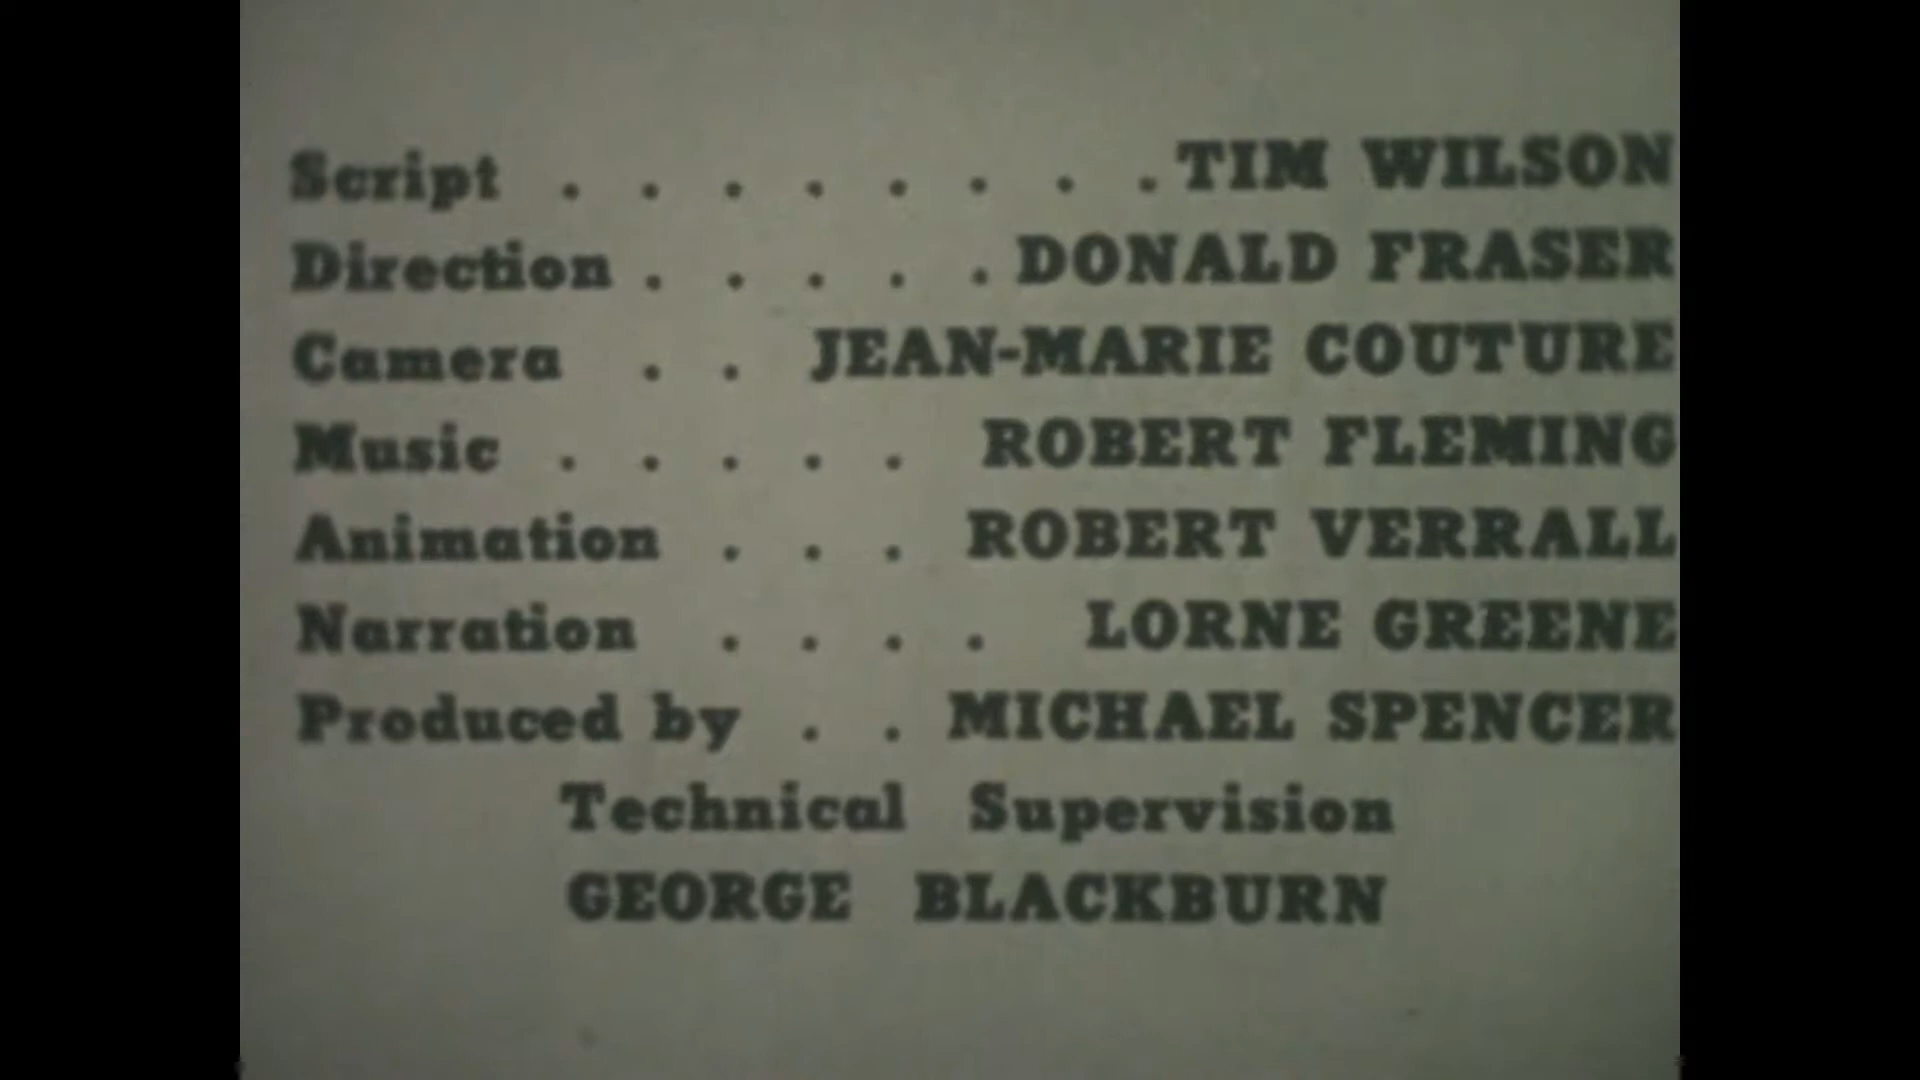 Script . . . . . . . . TIM WILSON
Direction . . . . . DONALD FRASER
Camera . . JEAN-MARIE COUTURE
Music . . . . . ROBERT FLEMING
Animation . . . ROBERT VERRALL
Narration . . . . LORNE GREENE
Produced by . . MICHAEL SPENCER
Technical Supervision
GEORGE BLACKBURN